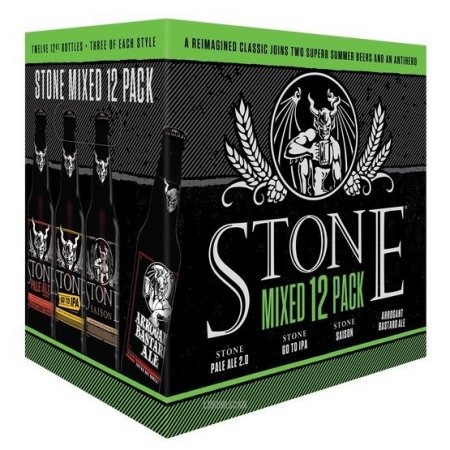 TWELVE 12OZ BOTTLES • THREE OF EACH STYLE
STONE MIXED 12 PACK
STONE
PALE ALE
STONE
GO TO IPA
STONE
SAISON
ARROGANT
BASTARD
ALE
A REIMAGINED CLASSIC JOINS TWO SUPERB SUMMER BEERS AND AN ANTIHERO
STONE
MIXED 12 PACK
STONE
PALE ALE 2.0
STONE
GO TO IPA
STONE
SAISON
ARROGANT
BASTARD ALE